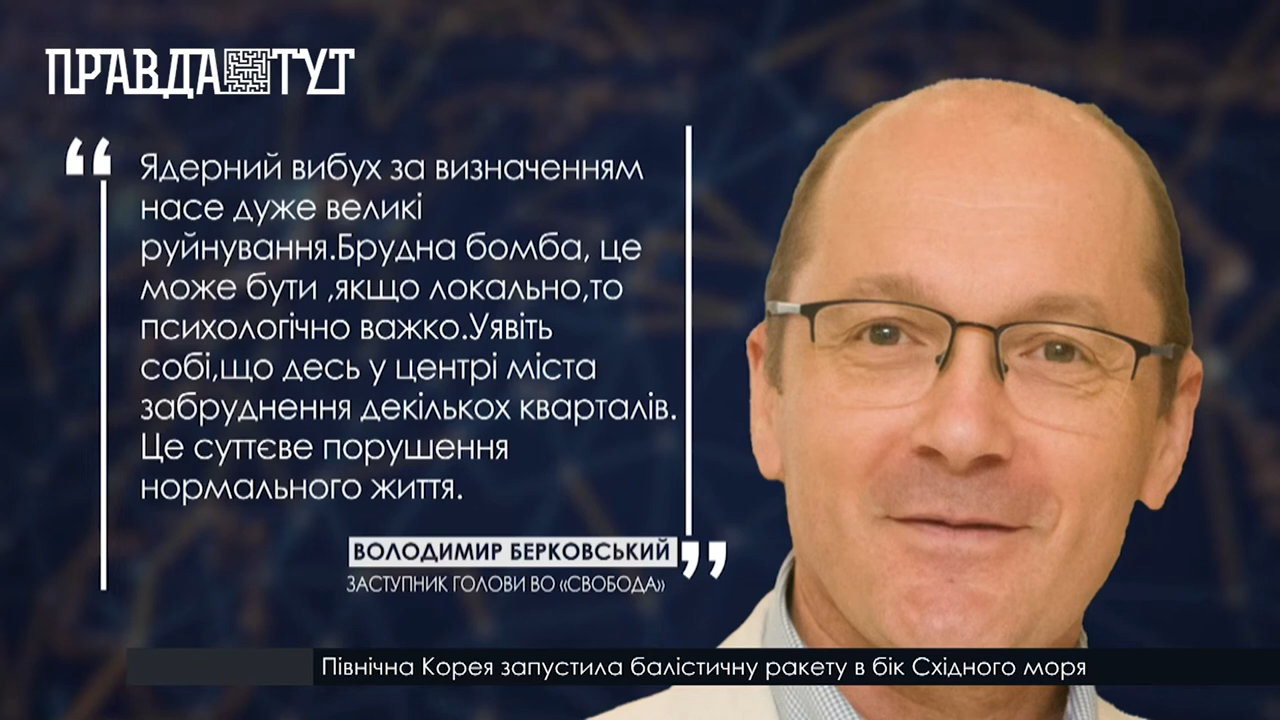 ПРАВДА ТУТ
“
Ядерний вибух за визначенням
насе дуже великі
руйнування.Брудна бомба, це
може бути ,якщо локально,то
психологічно важко.Уявіть
собі,що десь у центрі міста
забруднення декількох кварталів.
Це суттєве порушення
нормального життя.
ВОЛОДИМИР БЕРКОВСЬКИЙ
”
ЗАСТУПНИК ГОЛОВИ ВО «СВОБОДА»
Північна Корея запустила балістичну ракету в бік Східного моря